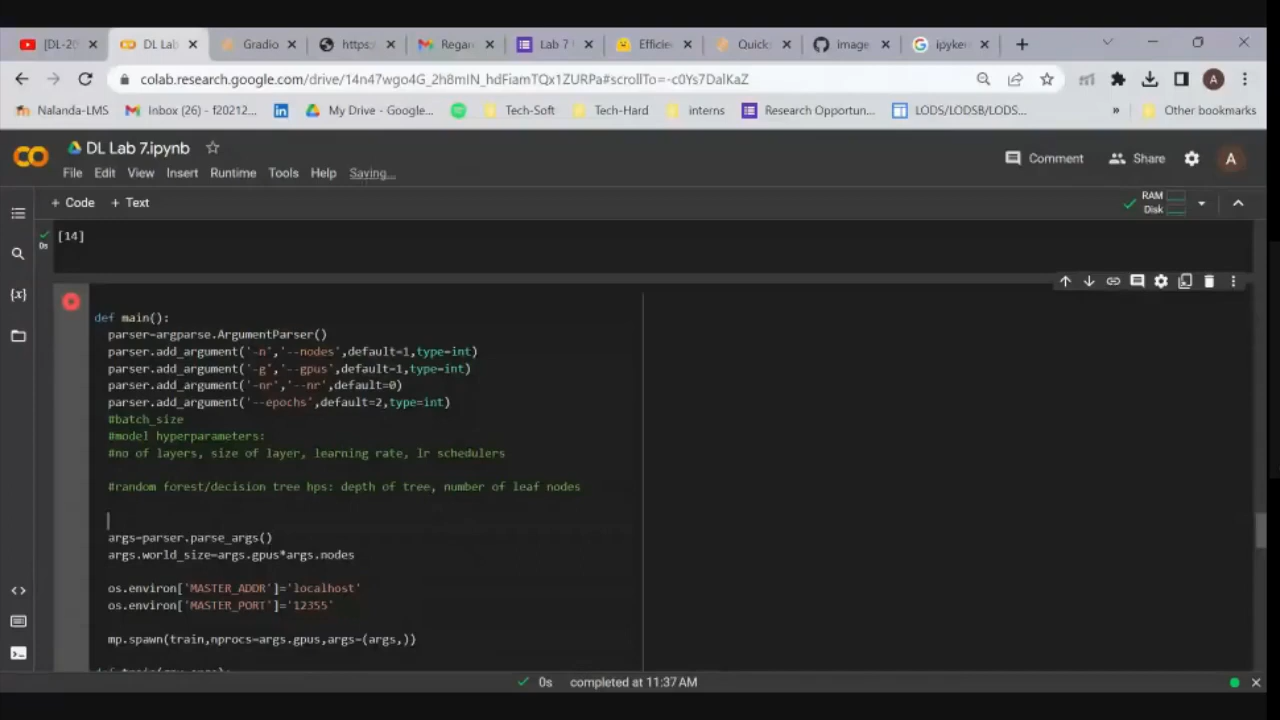 [DL-20
DL Lab
Gradio
https:
Regan
Lab 7
Efficie
Quick
image
ipyke
colab.research.google.com/drive/14n47wgo4G_2h8mIN_hdFiamTQx1ZURPa#scrollTo=-c0Ys7DalKaZ
A
Nalanda-LMS
Inbox (26) - f20212...
My Drive - Google...
Tech-Soft
Tech-Hard
interns
Research Opportun...
LODS/LODSB/LODS...
»
Other bookmarks
DL Lab 7.ipynb
Comment
Share
A
File Edit View Insert Runtime Tools Help Saving...
+ Code + Text
RAM
Disk
[14]
0s
{x}
def main():
parser=argparse.ArgumentParser()
parser.add_argument('-n','--nodes',default=1,type=int)
parser.add_argument('-g','--gpus',default=1,type=int)
parser.add_argument('-nr','--nr',default=0)
parser.add_argument('--epochs',default=2,type=int)
#batch_size
#model hyperparameters:
#no of layers, size of layer, learning rate, lr schedulers
#random forest/decision tree hps: depth of tree, number of leaf nodes
args=parser.parse_args()
args.world_size=args.gpus*args.nodes
os.environ['MASTER_ADDR']='localhost'
os.environ['MASTER_PORT']='12355'
mp.spawn(train,nprocs=args.gpus,args=(args,))
0s completed at 11:37 AM